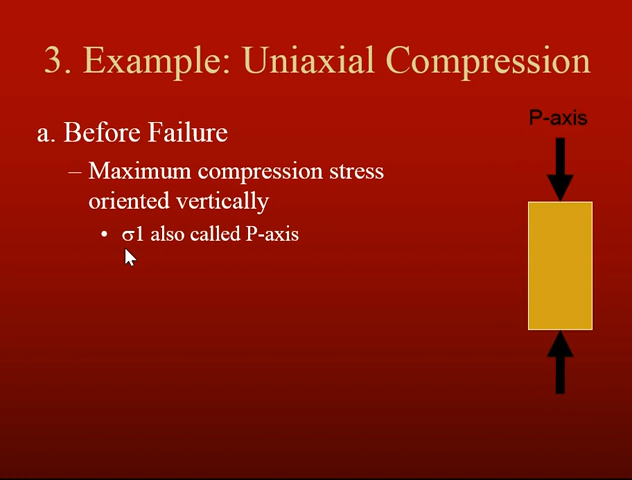 3. Example: Uniaxial Compression
P-axis
a. Before Failure
– Maximum compression stress
oriented vertically
• σ1 also called P-axis